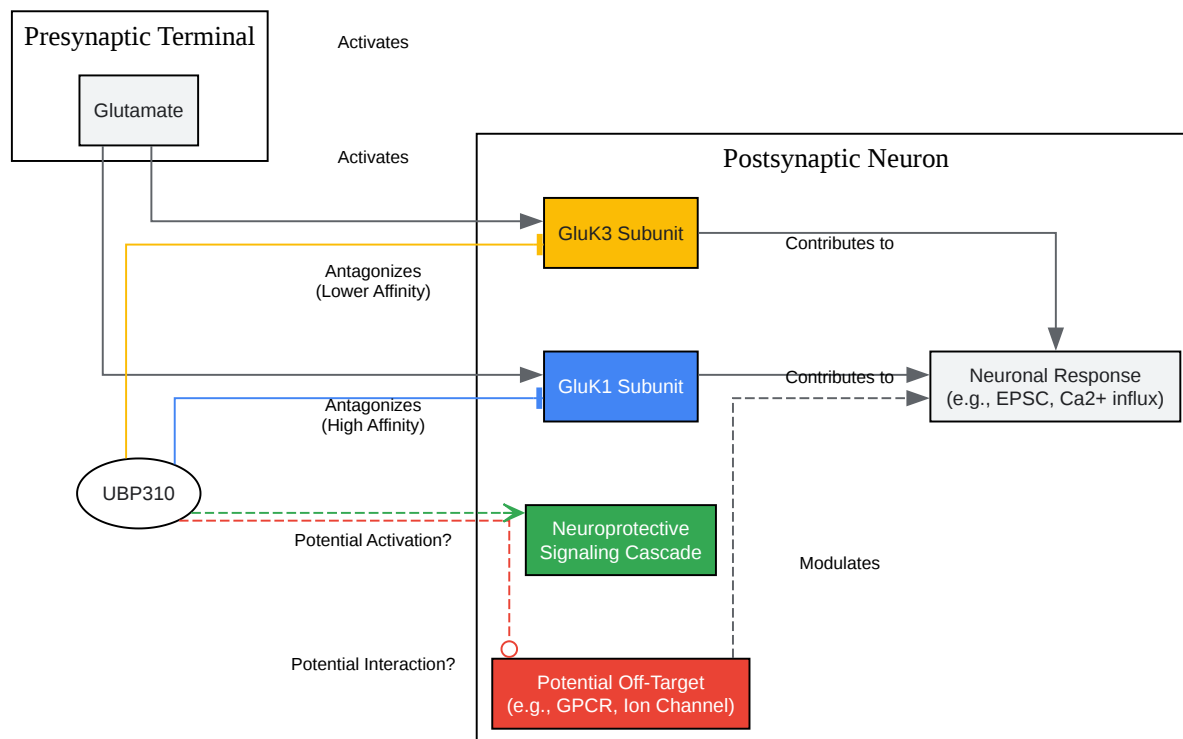 Presynaptic Terminal
Activates
Glutamate
Activates
Postsynaptic Neuron
GluK3 Subunit
Contributes to
Antagonizes
(Lower Affinity)
GluK1 Subunit
Contributes to
Neuronal Response
(e.g., EPSC, Ca2+ influx)
Antagonizes
(High Affinity)
UBP310
Neuroprotective
Signaling Cascade
Potential Activation?
Modulates
Potential Interaction?
Potential Off-Target
(e.g., GPCR, Ion Channel)